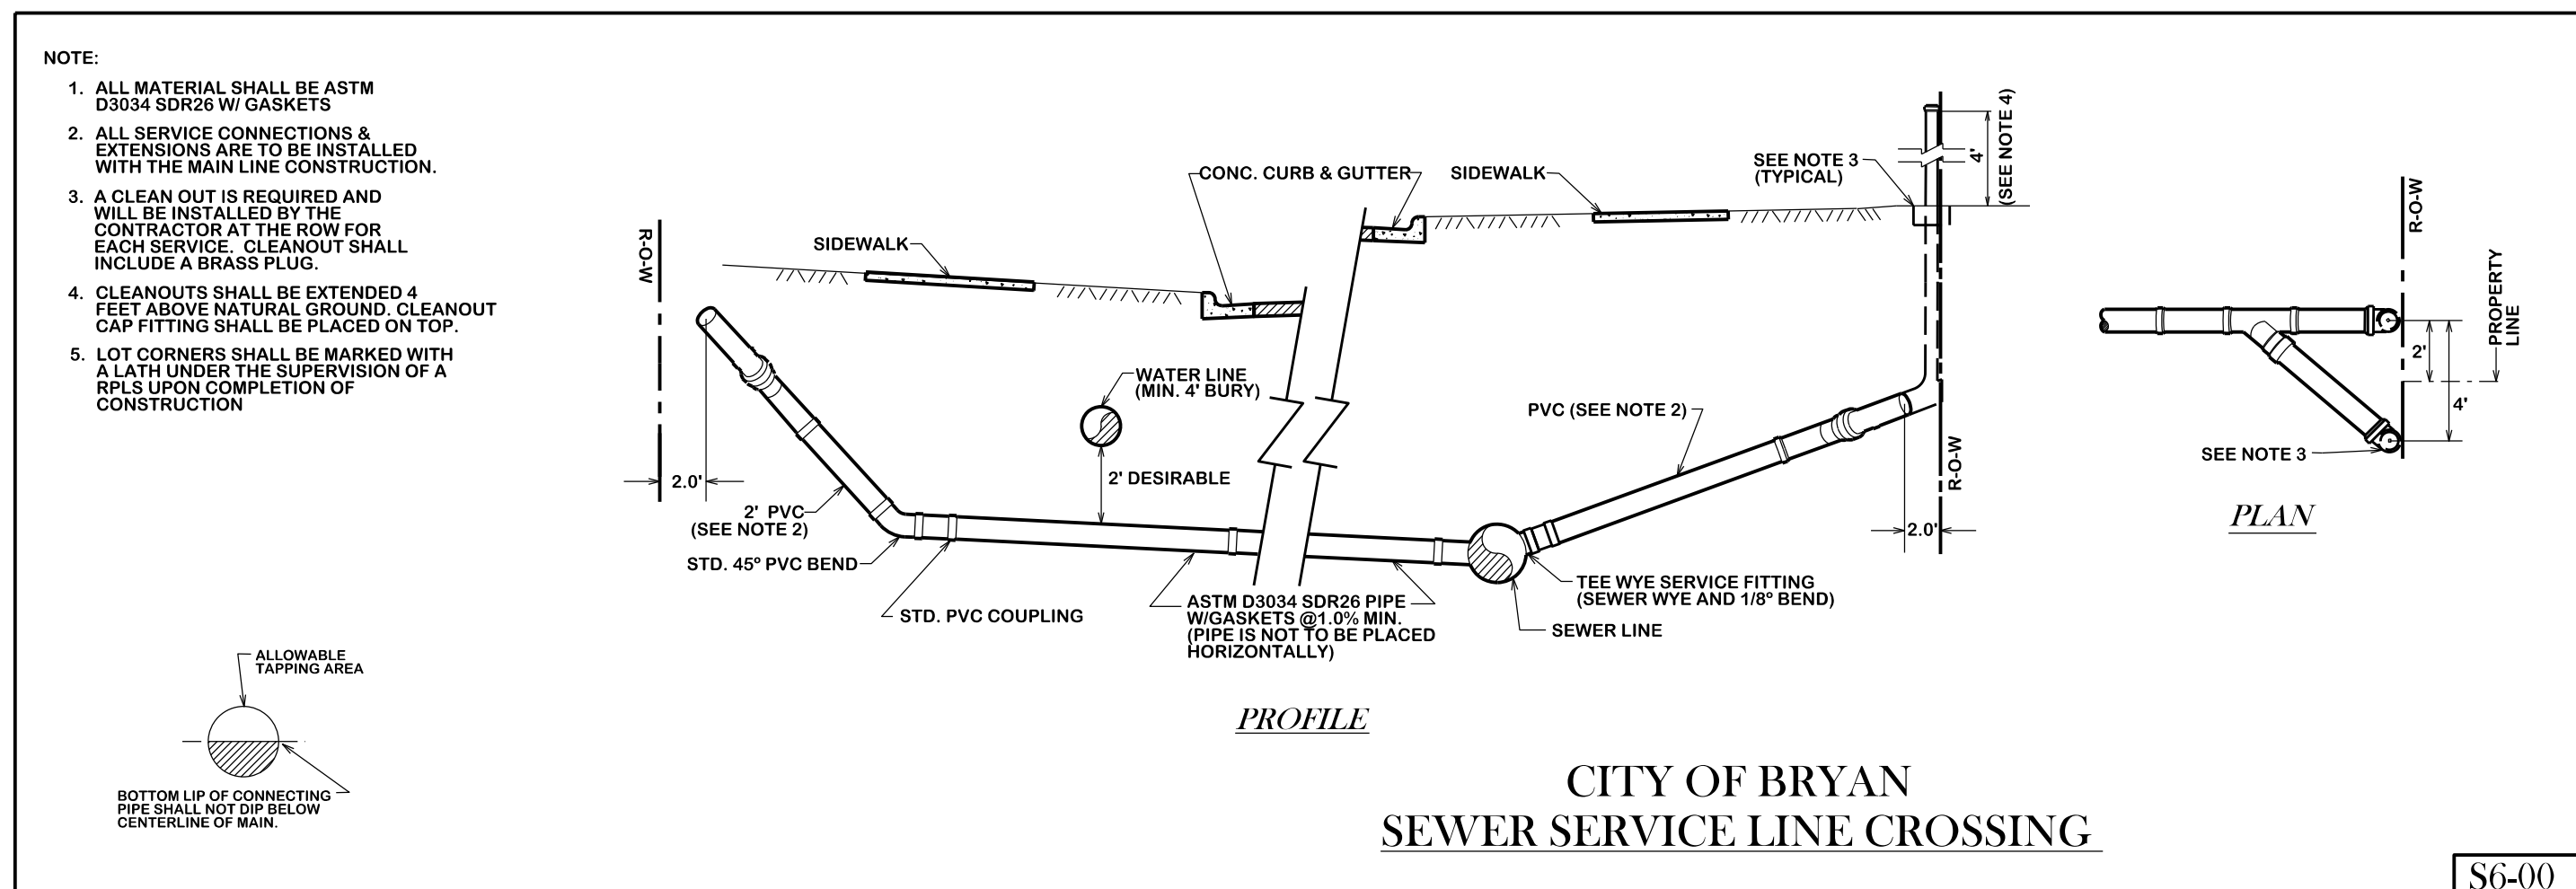 NOTE:
1. ALL MATERIAL SHALL BE ASTM
D3034 SDR26 W/ GASKETS
2. ALL SERVICE CONNECTIONS &
EXTENSIONS ARE TO BE INSTALLED
WITH THE MAIN LINE CONSTRUCTION.
3. A CLEAN OUT IS REQUIRED AND
WILL BE INSTALLED BY THE
CONTRACTOR AT THE ROW FOR
EACH SERVICE. CLEANOUT SHALL
INCLUDE A BRASS PLUG.
4. CLEANOUTS SHALL BE EXTENDED 4
FEET ABOVE NATURAL GROUND. CLEANOUT
CAP FITTING SHALL BE PLACED ON TOP.
5. LOT CORNERS SHALL BE MARKED WITH
A LATH UNDER THE SUPERVISION OF A
RPLS UPON COMPLETION OF
CONSTRUCTION
ALLOWABLE
TAPPING AREA
BOTTOM LIP OF CONNECTING
PIPE SHALL NOT DIP BELOW
CENTERLINE OF MAIN.
R-O-W
SIDEWALK
CONC. CURB & GUTTER
SIDEWALK
SEE NOTE 3
(TYPICAL)
4'
(SEE NOTE 4)
WATER LINE
(MIN. 4' BURY)
2' DESIRABLE
PVC (SEE NOTE 2)
R-O-W
2.0'
2.0'
2' PVC
(SEE NOTE 2)
STD. 45º PVC BEND
STD. PVC COUPLING
ASTM D3034 SDR26 PIPE
W/GASKETS @1.0% MIN.
(PIPE IS NOT TO BE PLACED
HORIZONTALLY)
TEE WYE SERVICE FITTING
(SEWER WYE AND 1/8º BEND)
SEWER LINE
PROFILE
R-O-W
PROPERTY
LINE
2'
4'
SEE NOTE 3
PLAN
CITY OF BRYAN
SEWER SERVICE LINE CROSSING
S6-00